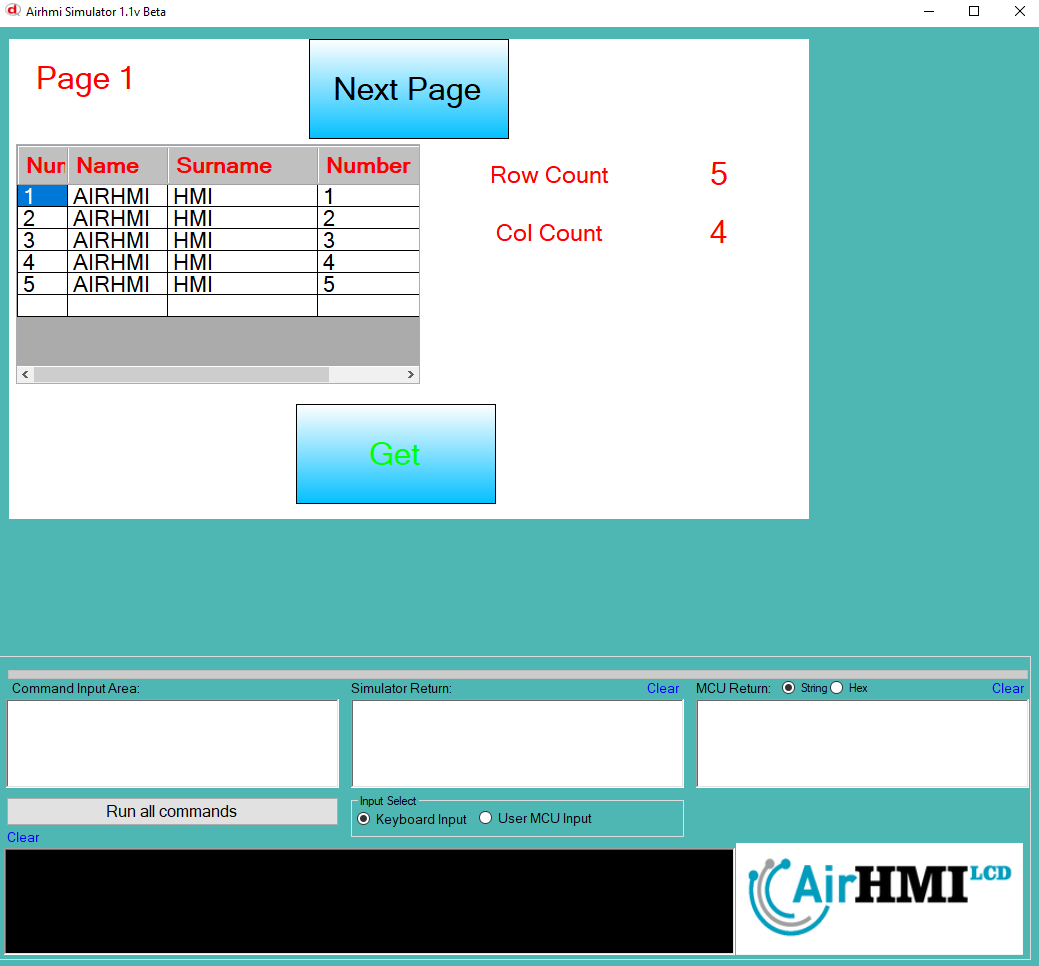 Airhmi Simulator 1.1v Beta
Page 1
Next Page
Num Name Surname Number
1 AIRHMI HMI 1
2 AIRHMI HMI 2
3 AIRHMI HMI 3
4 AIRHMI HMI 4
5 AIRHMI HMI 5
Row Count 5
Col Count 4
Get
Command Input Area:
Simulator Return: Clear
MCU Return: String Hex Clear
Run all commands
Input Select
Keyboard Input User MCU Input
Clear
AirHMI LCD